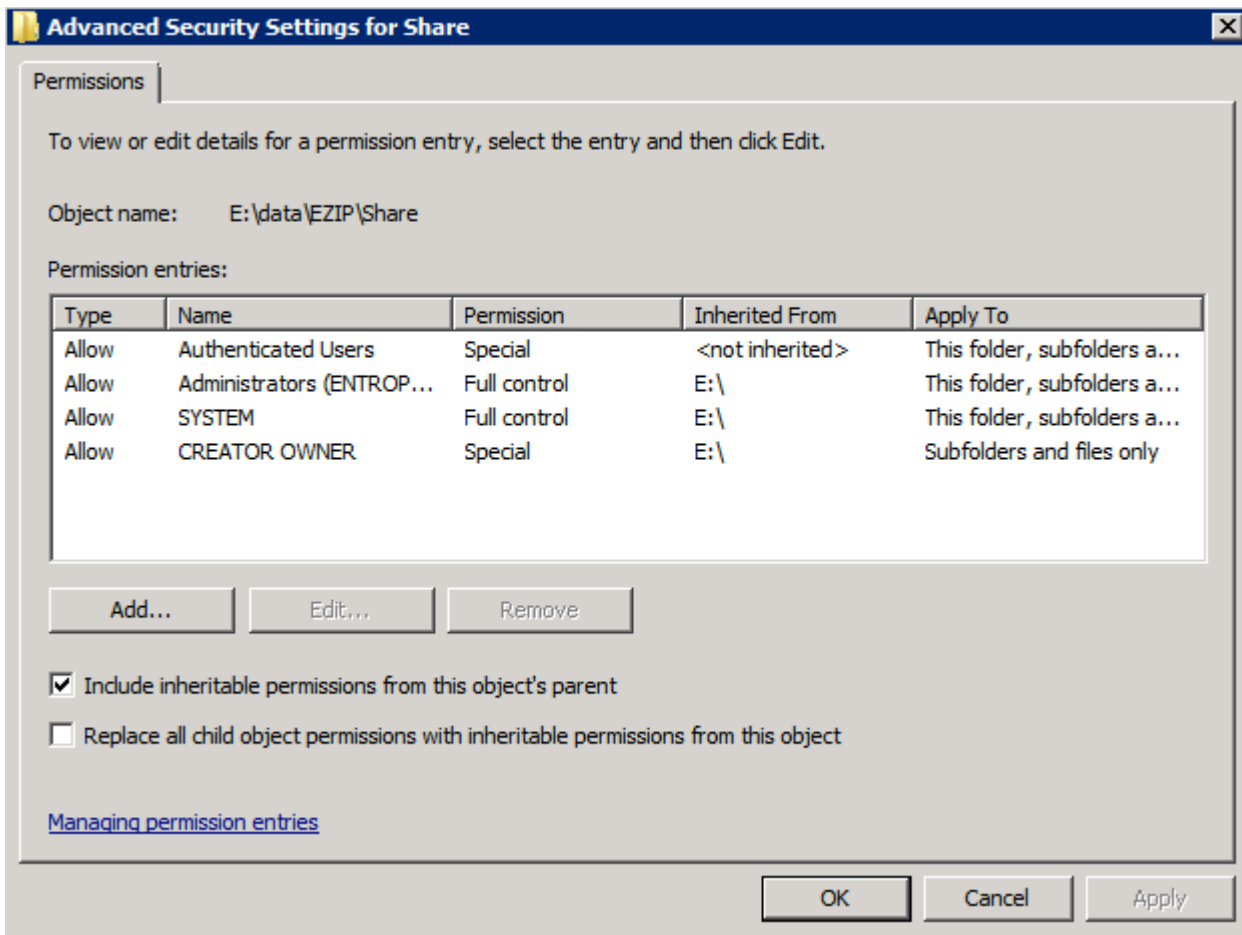 Advanced Security Settings for Share
Permissions
To view or edit details for a permission entry, select the entry and then click Edit.
Object name: E:\data\EZIP\Share
Permission entries:
Type Name Permission Inherited From Apply To
Allow Authenticated Users Special <not inherited> This folder, subfolders a...
Allow Administrators (ENTROP... Full control E:\ This folder, subfolders a...
Allow SYSTEM Full control E:\ This folder, subfolders a...
Allow CREATOR OWNER Special E:\ Subfolders and files only
Add... Edit... Remove
Include inheritable permissions from this object's parent
Replace all child object permissions with inheritable permissions from this object
Managing permission entries
OK Cancel Apply